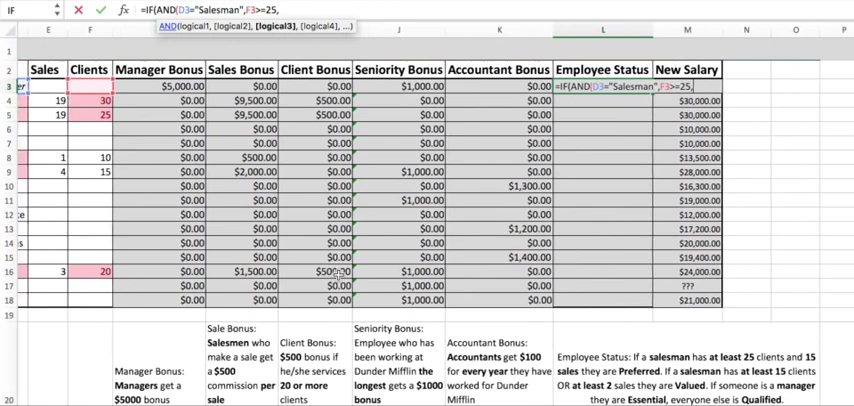 IF =IF(AND(D3="Salesman",F3>=25,
AND(logical1, [logical2], [logical3], [logical4], ...)
E F J K L M N O P
1
2 Sales Clients Manager Bonus Sales Bonus Client Bonus Seniority Bonus Accountant Bonus Employee Status New Salary
3 er $5,000.00 $0.00 $0.00 $1,000.00 $0.00 =IF(AND(D3="Salesman",F3>=25,
4 19 30 $0.00 $9,500.00 $500.00 $0.00 $0.00 $30,000.00
5 19 25 $0.00 $9,500.00 $500.00 $0.00 $0.00 $30,000.00
6 $0.00 $0.00 $0.00 $0.00 $0.00 $10,000.00
7 $0.00 $0.00 $0.00 $0.00 $0.00 $10,000.00
8 1 10 $0.00 $500.00 $0.00 $0.00 $0.00 $13,500.00
9 4 15 $0.00 $2,000.00 $0.00 $1,000.00 $0.00 $28,000.00
10 $0.00 $0.00 $0.00 $0.00 $1,300.00 $16,300.00
11 $0.00 $0.00 $0.00 $1,000.00 $0.00 $19,000.00
12 ce $0.00 $0.00 $0.00 $0.00 $0.00 $12,000.00
13 $0.00 $0.00 $0.00 $0.00 $1,200.00 $17,200.00
14 s $0.00 $0.00 $0.00 $0.00 $0.00 $20,000.00
15 $0.00 $0.00 $0.00 $0.00 $1,400.00 $19,400.00
16 3 20 $0.00 $1,500.00 $500.00 $1,000.00 $0.00 $24,000.00
17 $0.00 $0.00 $0.00 $1,000.00 $0.00 ???
18 $0.00 $0.00 $0.00 $1,000.00 $0.00 $21,000.00
19
20
Manager Bonus:
Managers get a
$5000 bonus
Sale Bonus:
Salesmen who
make a sale get
a $500
commission per
sale
Client Bonus:
$500 bonus if
he/she services
20 or more
clients
Seniority Bonus:
Employee who has
been working at
Dunder Mifflin the
longest gets a $1000
bonus
Accountant Bonus:
Accountants get $100
for every year they have
worked for Dunder
Mifflin
Employee Status: If a salesman has at least 25 clients and 15
sales they are Preferred. If a salesman has at least 15 clients
OR at least 2 sales they are Valued. If someone is a manager
they are Essential, everyone else is Qualified.